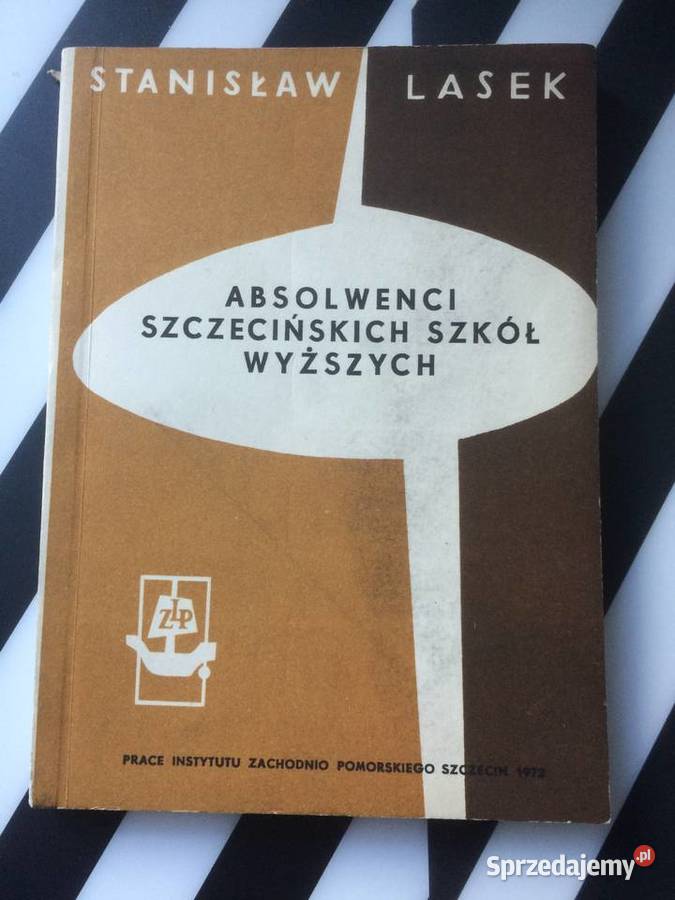 STANISŁAW LASEK
ABSOLWENCI
SZCZECIŃSKICH SZKÓŁ
WYŻSZYCH
ZIP
PRACE INSTYTUTU ZACHODNIO POMORSKIEGO SZCZECIN 1972
Sprzedajemy.pl